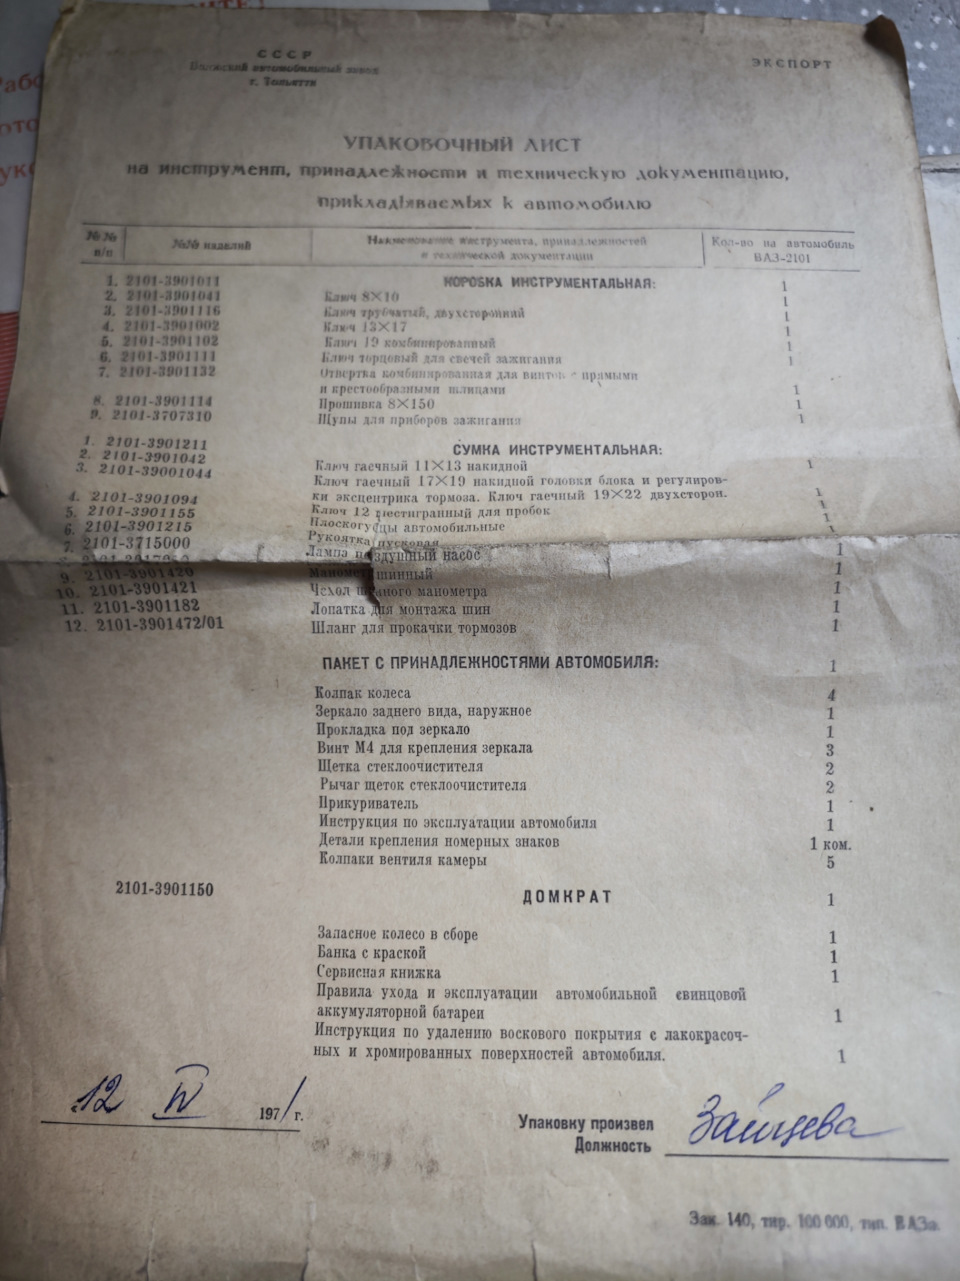 СССР
Волжский автомобильный завод
г. Тольятти
ЭКСПОРТ
УПАКОВОЧНЫЙ ЛИСТ
на инструмент, принадлежности и техническую документацию,
прикладываемых к автомобилю
№№ п/п №№ изделий Наименование инструмента, принадлежностей и технической документации Кол-во на автомобиль ВАЗ-2101
1. 2101-3901011 КОРОБКА ИНСТРУМЕНТАЛЬНАЯ: 1
2. 2101-3901041 Ключ 8×10 1
3. 2101-3901116 Ключ трубчатый, двухсторонний 1
4. 2101-3901002 Ключ 13×17 1
5. 2101-3901102 Ключ 19 комбинированный 1
6. 2101-3901111 Ключ торцовый для свечей зажигания 1
7. 2101-3901132 Отвертка комбинированная для винтов с прямыми
и крестообразными шлицами 1
8. 2101-3901114 Прошивка 8×150 1
9. 2101-3707310 Щупы для приборов зажигания 1
СУМКА ИНСТРУМЕНТАЛЬНАЯ:
1. 2101-3901211 Ключ гаечный 11×13 накидной 1
2. 2101-3901042 Ключ гаечный 17×19 накидной головки блока и регулиров-
3. 2101-39001044 ки эксцентрика тормоза. Ключ гаечный 19×22 двухсторон. 1
4. 2101-3901094 Ключ 12 шестигранный для пробок 1
5. 2101-3901155 Плоскогубцы автомобильные 1
6. 2101-3901215 Рукоятка пусковая
7. 2101-3715000 Лампа
воздушный насос 1
9. 2101-3901420 Манометр шинный 1
10. 2101-3901421 Чехол шинного манометра 1
11. 2101-3901182 Лопатка для монтажа шин 1
12. 2101-3901472/01 Шланг для прокачки тормозов 1
ПАКЕТ С ПРИНАДЛЕЖНОСТЯМИ АВТОМОБИЛЯ: 1
Колпак колеса 4
Зеркало заднего вида, наружное 1
Прокладка под зеркало 1
Винт М4 для крепления зеркала 3
Щетка стеклоочистителя 2
Рычаг щеток стеклоочистителя 2
Прикуриватель 1
Инструкция по эксплуатации автомобиля 1
Детали крепления номерных знаков 1 ком.
Колпаки вентиля камеры 5
2101-3901150 ДОМКРАТ 1
Запасное колесо в сборе 1
Банка с краской 1
Сервисная книжка 1
Правила ухода и эксплуатации автомобильной свинцовой
аккумуляторной батареи 1
Инструкция по удалению воскового покрытия с лакокрасоч-
ных и хромированных поверхностей автомобиля. 1
12 IV 1971 г.
Упаковку произвел Зайцева
Должность
Зак. 140, тир. 100 000, тип. ВАЗа.